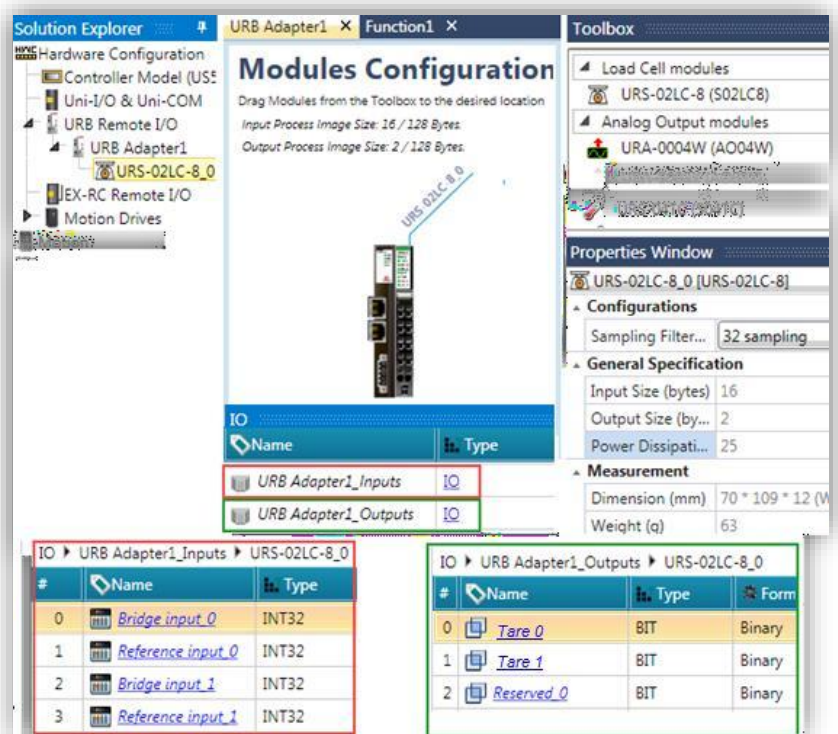 Solution Explorer
HWC Hardware Configuration
Controller Model (US5
Uni-I/O & Uni-COM
URB Remote I/O
URB Adapter1
URS-02LC-8_0
EX-RC Remote I/O
Motion Drives
URB Adapter1 X Function1 X
Modules Configuration
Drag Modules from the Toolbox to the desired location
Input Process Image Size: 16 / 128 Bytes.
Output Process Image Size: 2 / 128 Bytes.
URS-02LC-8_0
IO
Name Type
URB Adapter1_Inputs IO
URB Adapter1_Outputs IO
Toolbox
Load Cell modules
URS-02LC-8 (S02LC8)
Analog Output modules
URA-0004W (AO04W)
Properties Window
URS-02LC-8_0 [URS-02LC-8]
Configurations
Sampling Filter... 32 sampling
General Specification
Input Size (bytes) 16
Output Size (by... 2
Power Dissipati... 25
Measurement
Dimension (mm) 70 * 109 * 12 (W
Weight (g) 63
IO URB Adapter1_Inputs URS-02LC-8_0
# Name Type
0 Bridge input_0 INT32
1 Reference input_0 INT32
2 Bridge input_1 INT32
3 Reference input_1 INT32
IO URB Adapter1_Outputs URS-02LC-8_0
# Name Type Form
0 Tare 0 BIT Binary
1 Tare 1 BIT Binary
2 Reserved_0 BIT Binary